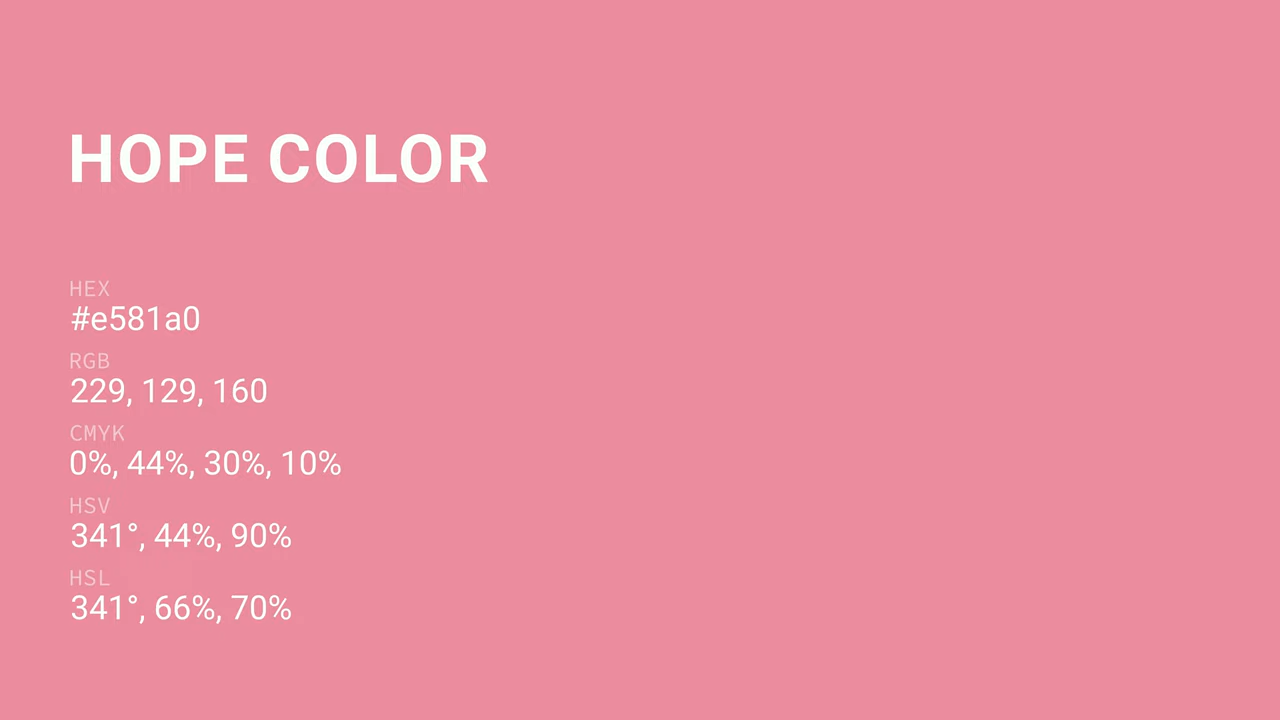 HOPE COLOR
HEX
#e581a0
RGB
229, 129, 160
CMYK
0%, 44%, 30%, 10%
HSV
341°, 44%, 90%
HSL
341°, 66%, 70%